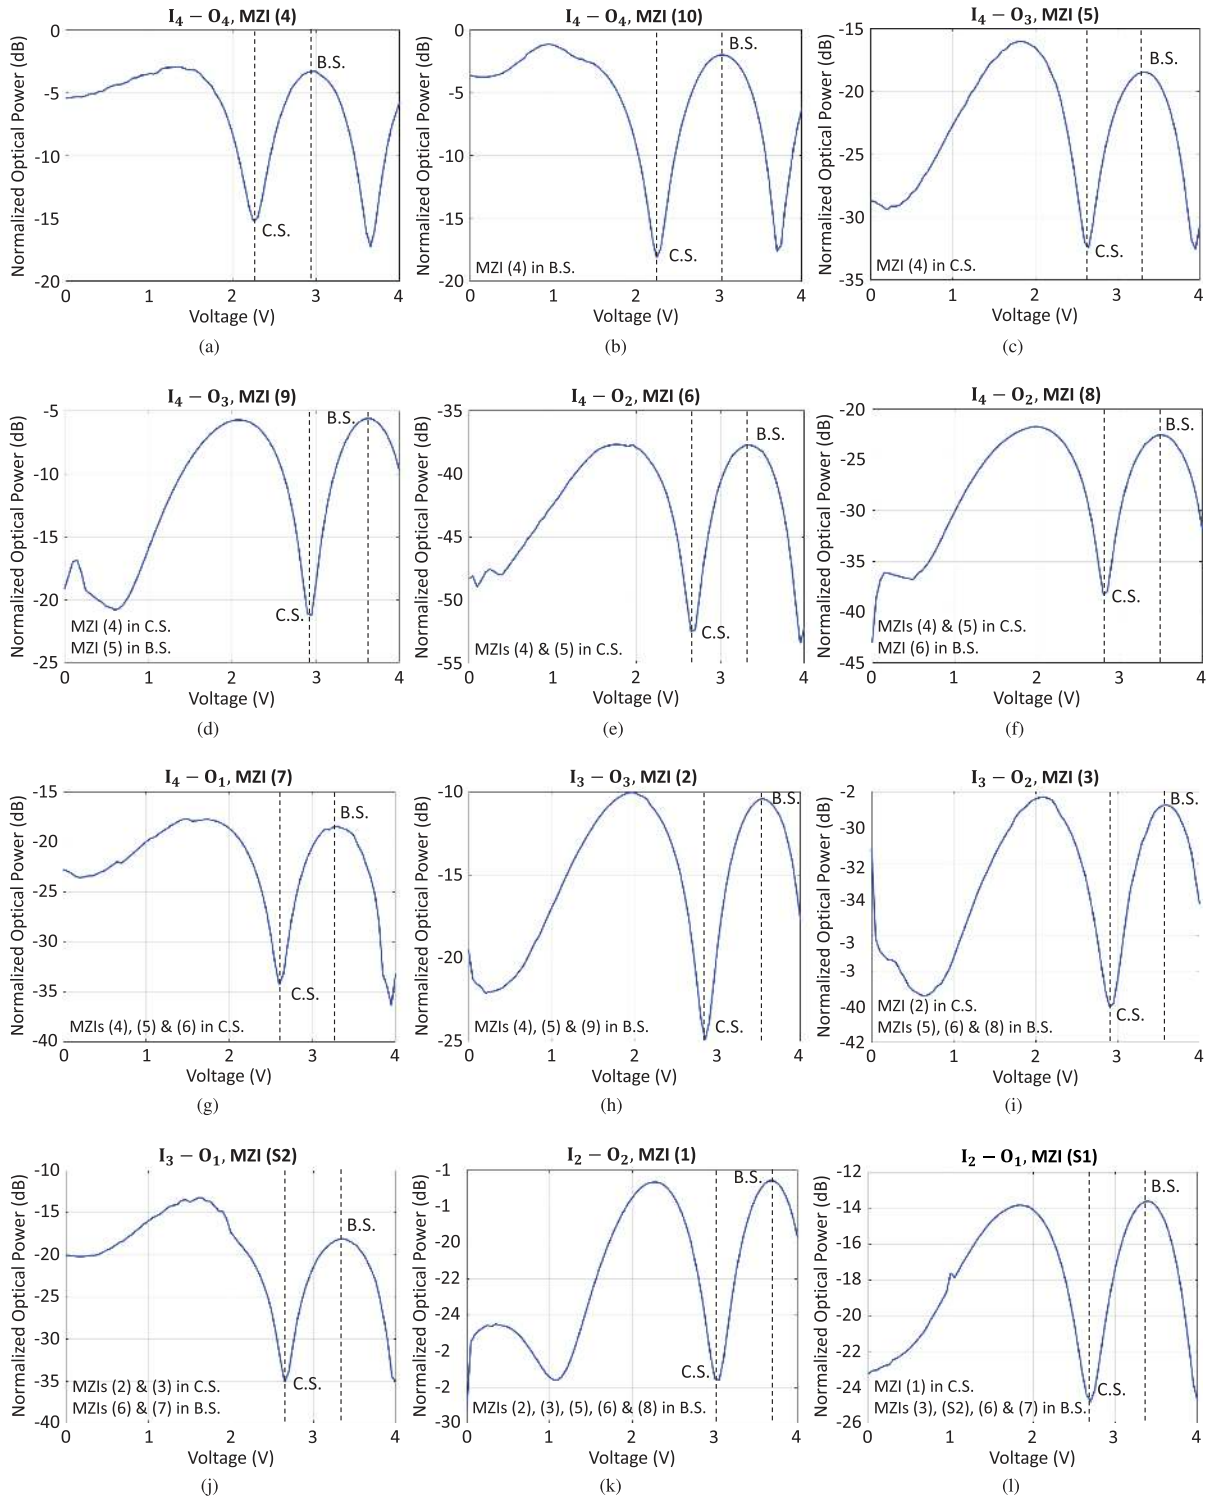 I₄ − O₄, MZI (4)
Normalized Optical Power (dB)
0
-5
-10
-15
-20
B.S.
C.S.
0 1 2 3 4
Voltage (V)
(a)
I₄ − O₄, MZI (10)
Normalized Optical Power (dB)
0
-5
-10
-15
-20
B.S.
C.S.
MZI (4) in B.S.
0 1 2 3 4
Voltage (V)
(b)
I₄ − O₃, MZI (5)
Normalized Optical Power (dB)
-15
-20
-25
-30
-35
B.S.
C.S.
MZI (4) in C.S.
0 1 2 3 4
Voltage (V)
(c)
I₄ − O₃, MZI (9)
Normalized Optical Power (dB)
-5
-10
-15
-20
-25
B.S.
C.S.
MZI (4) in C.S.
MZI (5) in B.S.
0 1 2 3 4
Voltage (V)
(d)
I₄ − O₂, MZI (6)
Normalized Optical Power (dB)
-35
-40
-45
-50
-55
B.S.
C.S.
MZIs (4) & (5) in C.S.
0 1 2 3 4
Voltage (V)
(e)
I₄ − O₂, MZI (8)
Normalized Optical Power (dB)
-20
-25
-30
-35
-40
-45
B.S.
C.S.
MZIs (4) & (5) in C.S.
MZI (6) in B.S.
0 1 2 3 4
Voltage (V)
(f)
I₄ − O₁, MZI (7)
Normalized Optical Power (dB)
-15
-20
-25
-30
-35
-40
B.S.
C.S.
MZIs (4), (5) & (6) in C.S.
0 1 2 3 4
Voltage (V)
(g)
I₃ − O₃, MZI (2)
Normalized Optical Power (dB)
-10
-15
-20
-25
B.S.
C.S.
MZIs (4), (5) & (9) in B.S.
0 1 2 3 4
Voltage (V)
(h)
I₃ − O₂, MZI (3)
Normalized Optical Power (dB)
-2
-30
-32
-34
-3
-3
-40
-42
B.S.
C.S.
MZI (2) in C.S.
MZIs (5), (6) & (8) in B.S.
0 1 2 3 4
Voltage (V)
(i)
I₃ − O₁, MZI (S2)
Normalized Optical Power (dB)
-10
-15
-20
-25
-30
-35
-40
B.S.
C.S.
MZIs (2) & (3) in C.S.
MZIs (6) & (7) in B.S.
0 1 2 3 4
Voltage (V)
(j)
I₂ − O₂, MZI (1)
Normalized Optical Power (dB)
-1
-1
-20
-22
-24
-2
-2
-30
B.S.
C.S.
MZIs (2), (3), (5), (6) & (8) in B.S.
0 1 2 3 4
Voltage (V)
(k)
I₂ − O₁, MZI (S1)
Normalized Optical Power (dB)
-12
-14
-16
-18
-20
-22
-24
-26
B.S.
C.S.
MZI (1) in C.S.
MZIs (3), (S2), (6) & (7) in B.S.
0 1 2 3 4
Voltage (V)
(l)